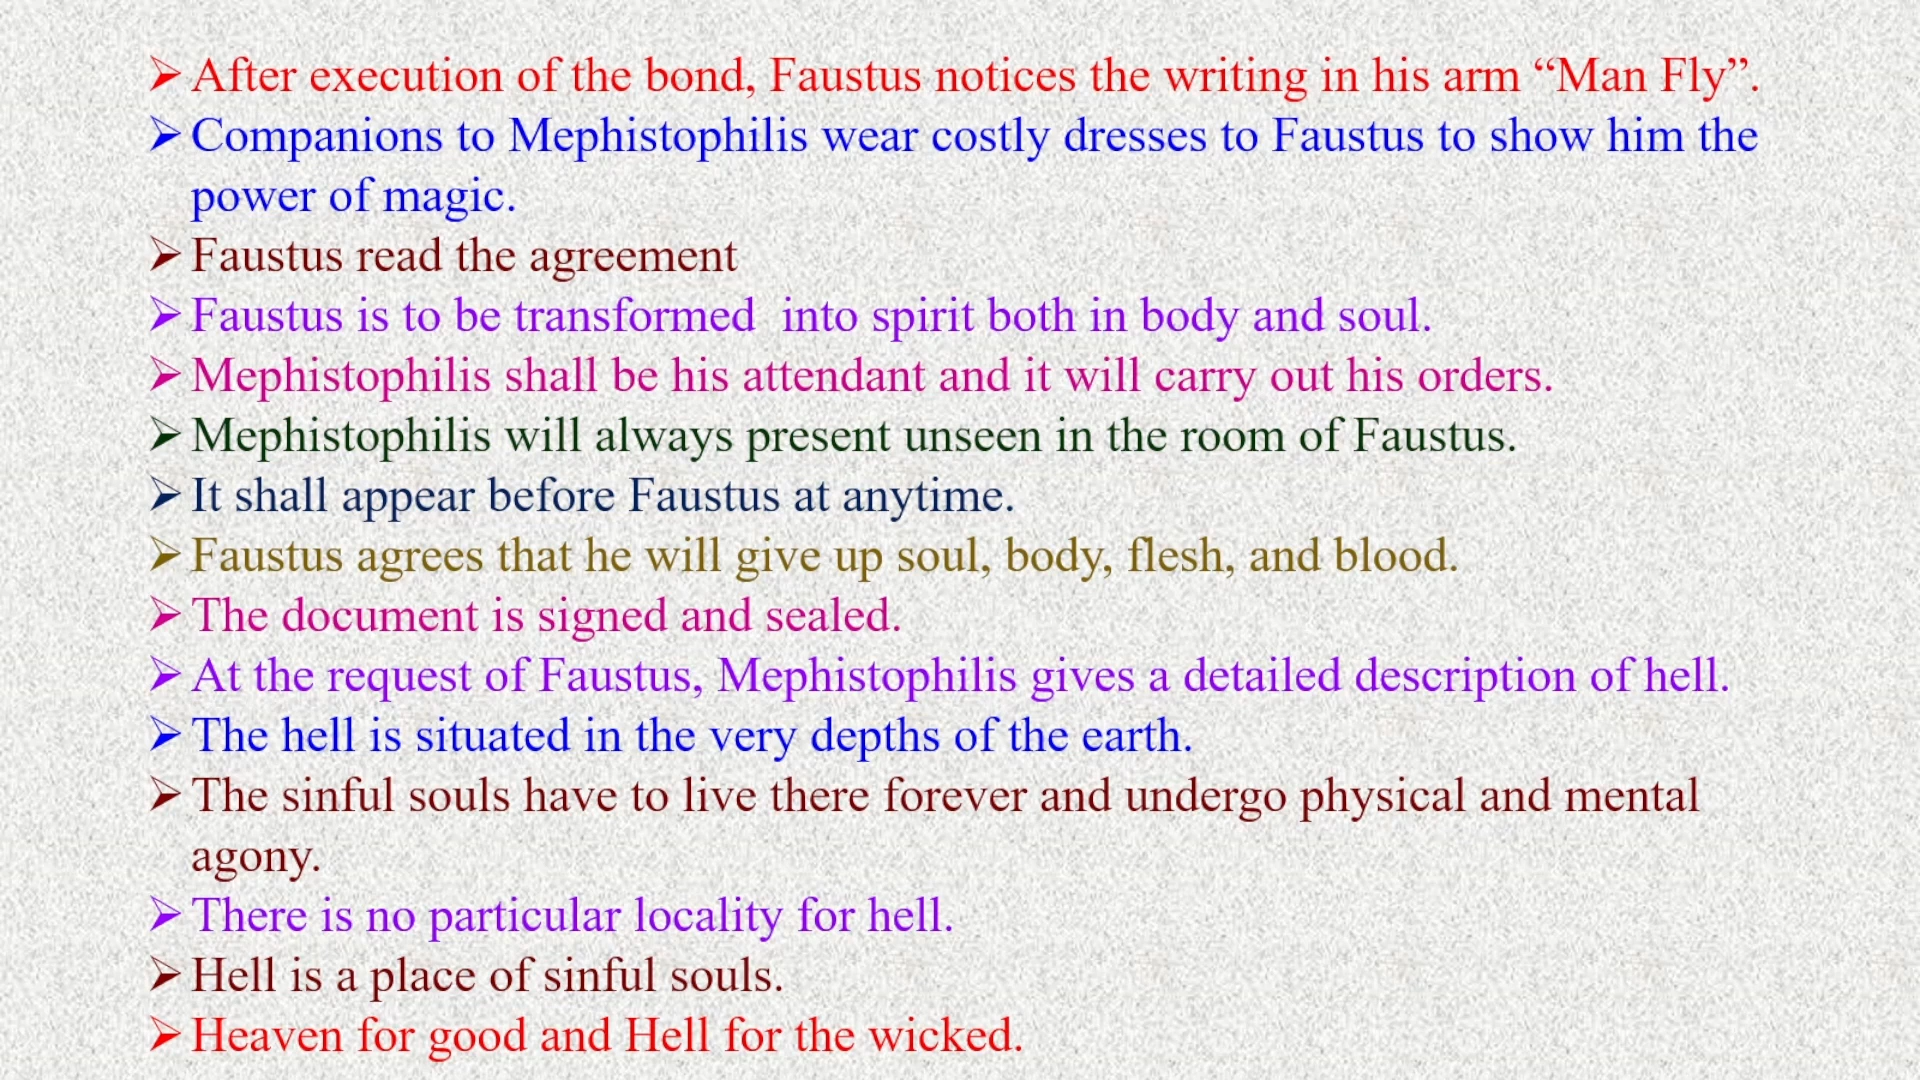 ➢ After execution of the bond, Faustus notices the writing in his arm “Man Fly”.
➢ Companions to Mephistophilis wear costly dresses to Faustus to show him the
power of magic.
➢ Faustus read the agreement
➢ Faustus is to be transformed  into spirit both in body and soul.
➢ Mephistophilis shall be his attendant and it will carry out his orders.
➢ Mephistophilis will always present unseen in the room of Faustus.
➢ It shall appear before Faustus at anytime.
➢ Faustus agrees that he will give up soul, body, flesh, and blood.
➢ The document is signed and sealed.
➢ At the request of Faustus, Mephistophilis gives a detailed description of hell.
➢ The hell is situated in the very depths of the earth.
➢ The sinful souls have to live there forever and undergo physical and mental
agony.
➢ There is no particular locality for hell.
➢ Hell is a place of sinful souls.
➢ Heaven for good and Hell for the wicked.